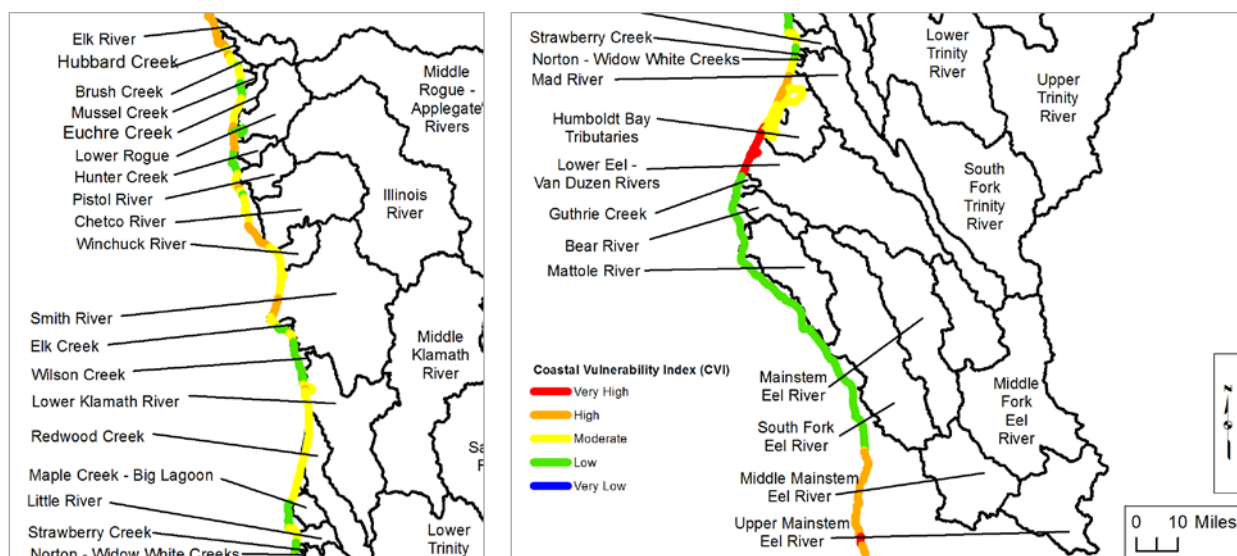 Elk River
Hubbard Creek
Brush Creek
Mussel Creek
Euchre Creek
Lower Rogue
Hunter Creek
Pistol River
Chetco River
Winchuck River
Smith River
Elk Creek
Wilson Creek
Lower Klamath River
Redwood Creek
Maple Creek - Big Lagoon
Little River
Strawberry Creek
Norton - Widow White Creeks
Middle
Rogue -
Applegate
Rivers
Illinois
River
Middle
Klamath
River
Lower
Trinity
Strawberry Creek
Norton - Widow White Creeks
Mad River
Humboldt Bay
Tributaries
Lower Eel -
Van Duzen Rivers
Guthrie Creek
Bear River
Mattole River
Lower
Trinity
River
Upper
Trinity
River
South
Fork
Trinity
River
Coastal Vulnerability Index (CVI)
Very High
High
Moderate
Low
Very Low
Mainstem
Eel River
South Fork
Eel River
Middle
Fork
Eel
River
Middle Mainstem
Eel River
Upper Mainstem
Eel River
0 10 Miles